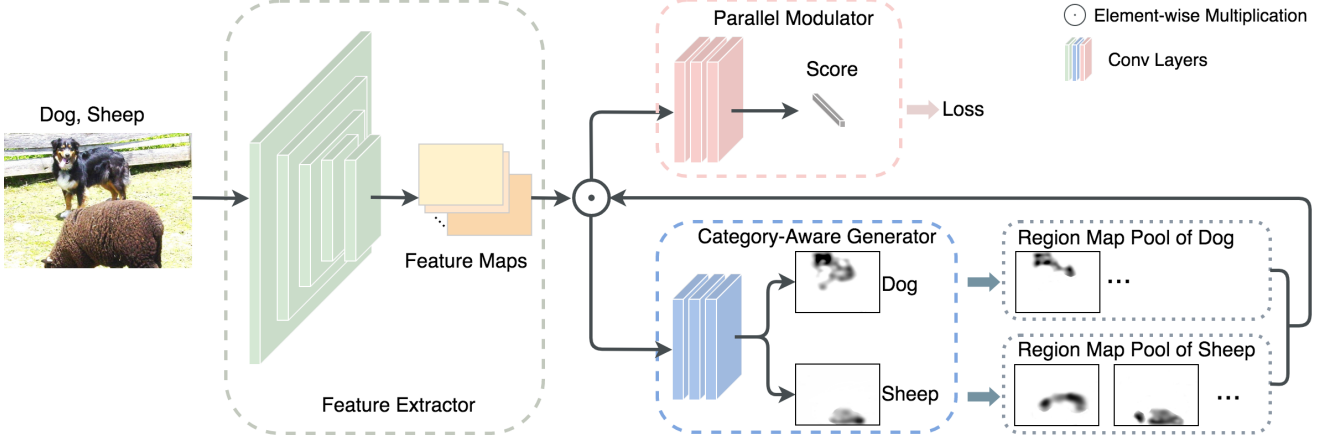 Parallel Modulator
Element-wise Multiplication
Conv Layers
Score
Loss
Dog, Sheep
Feature Maps
Feature Extractor
Category-Aware Generator
Dog
Sheep
Region Map Pool of Dog
...
Region Map Pool of Sheep
...